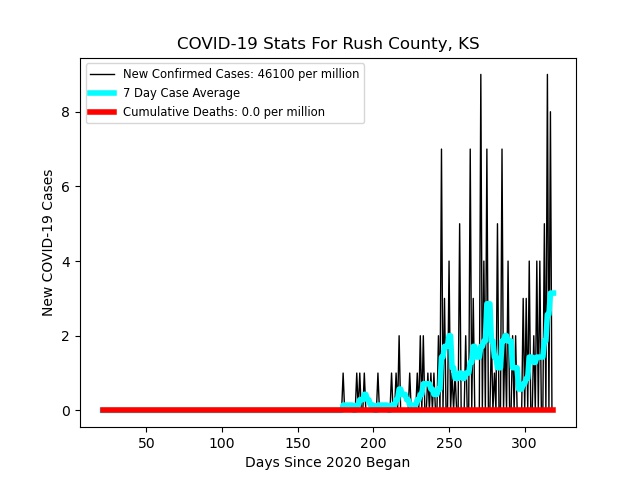 COVID-19 Stats For Rush County, KS
New Confirmed Cases: 46100 per million
7 Day Case Average
Cumulative Deaths: 0.0 per million
New COVID-19 Cases
8
6
4
2
0
50 100 150 200 250 300
Days Since 2020 Began